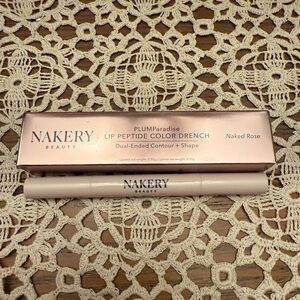 PLUMParadise
NAKERY
BEAUTY
LIP PEPTIDE COLOR DRENCH
Naked Rose
Dual-Ended Contour + Shape
NAKERY
BEAUTY